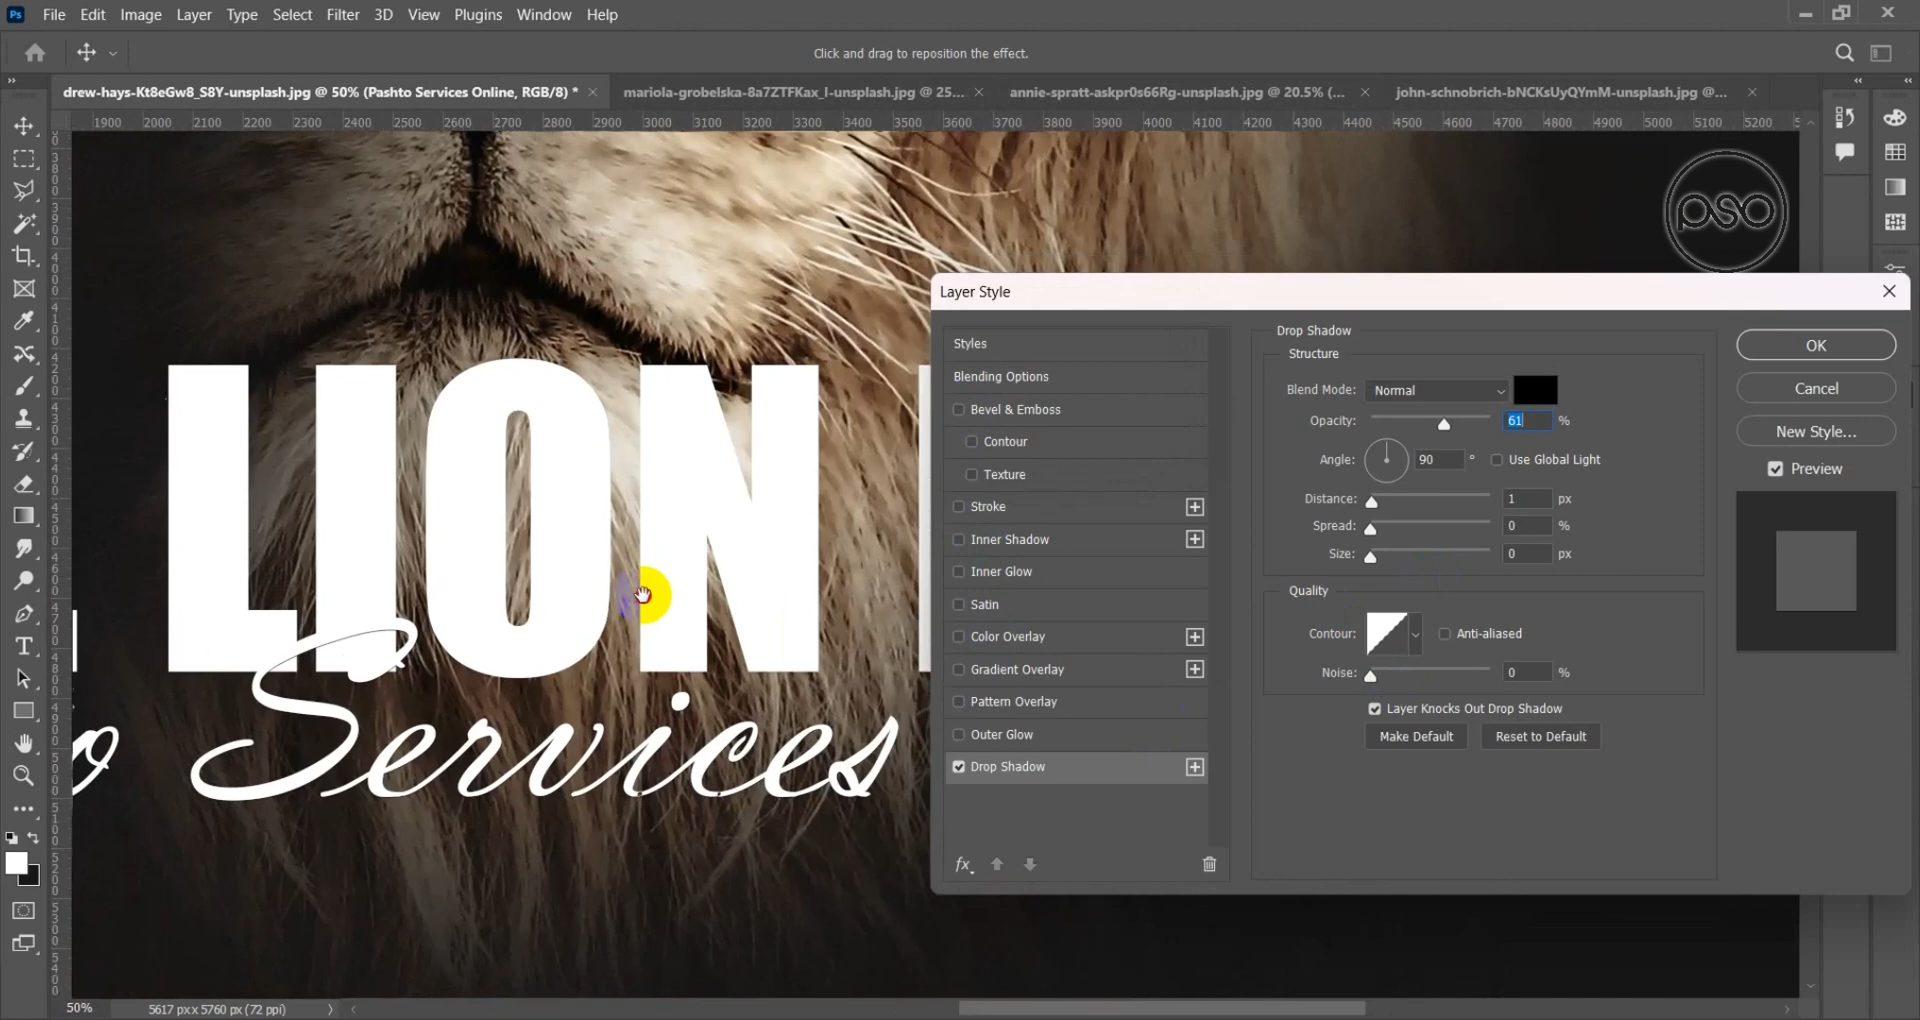 Ps File Edit Image Layer Type Select Filter 3D View Plugins Window Help
Click and drag to reposition the effect.
drew-hays-Kt8eGw8_S8Y-unsplash.jpg @ 50% (Pashto Services Online, RGB/8) * mariola-grobelska-8a7ZTFKax_I-unsplash.jpg @ 25... annie-spratt-askpr0s66Rg-unsplash.jpg @ 20.5% (... john-schnobrich-bNCKsUyQYmM-unsplash.jpg @...
1900 2000 2100 2200 2300 2400 2500 2600 2700 2800 2900 3000 3100 3200 3300 3400 3500 3600 3700 3800 3900 4000 4100 4200 4300 4400 4500 4600 4700 4800 4900 5000 5100 5200
pso
LION
Services
Layer Style
Styles
Blending Options
Bevel & Emboss
Contour
Texture
Stroke
Inner Shadow
Inner Glow
Satin
Color Overlay
Gradient Overlay
Pattern Overlay
Outer Glow
Drop Shadow
fx
Drop Shadow
Structure
Blend Mode: Normal
Opacity: 61 %
Angle: 90 ° Use Global Light
Distance: 1 px
Spread: 0 %
Size: 0 px
Quality
Contour: Anti-aliased
Noise: 0 %
Layer Knocks Out Drop Shadow
Make Default Reset to Default
OK
Cancel
New Style...
Preview
50% 5617 px x 5760 px (72 ppi)